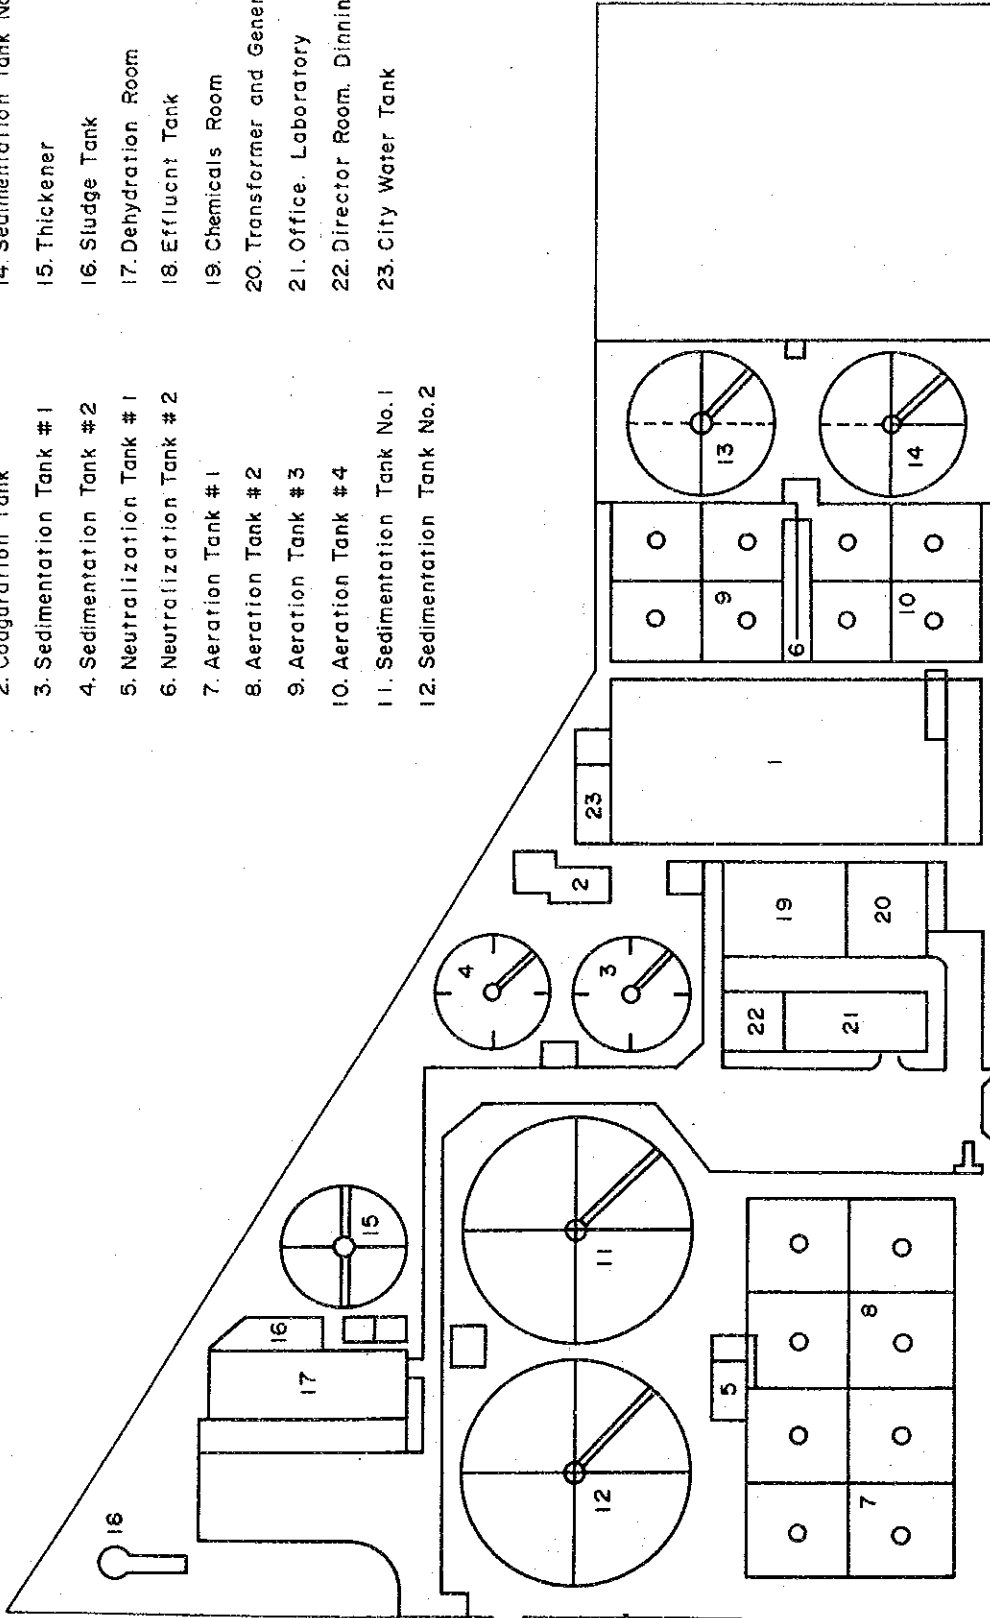 2. Coaguration Tank
3. Sedimentation Tank #1
4. Sedimentation Tank #2
5. Neutralization Tank #1
6. Neutralization Tank #2
7. Aeration Tank #1
8. Aeration Tank #2
9. Aeration Tank #3
10. Aeration Tank #4
11. Sedimentation Tank No.1
12. Sedimentation Tank No.2
14. Sedimentation Tank No
15. Thickener
16. Sludge Tank
17. Dehydration Room
18. Effluent Tank
19. Chemicals Room
20. Transformer and Gener
21. Office. Laboratory
22. Director Room. Dinnin
23. City Water Tank
18
16
17
15
4
2
23
12
11
3
9
13
5
22
1
19
6
21
7
8
20
10
14